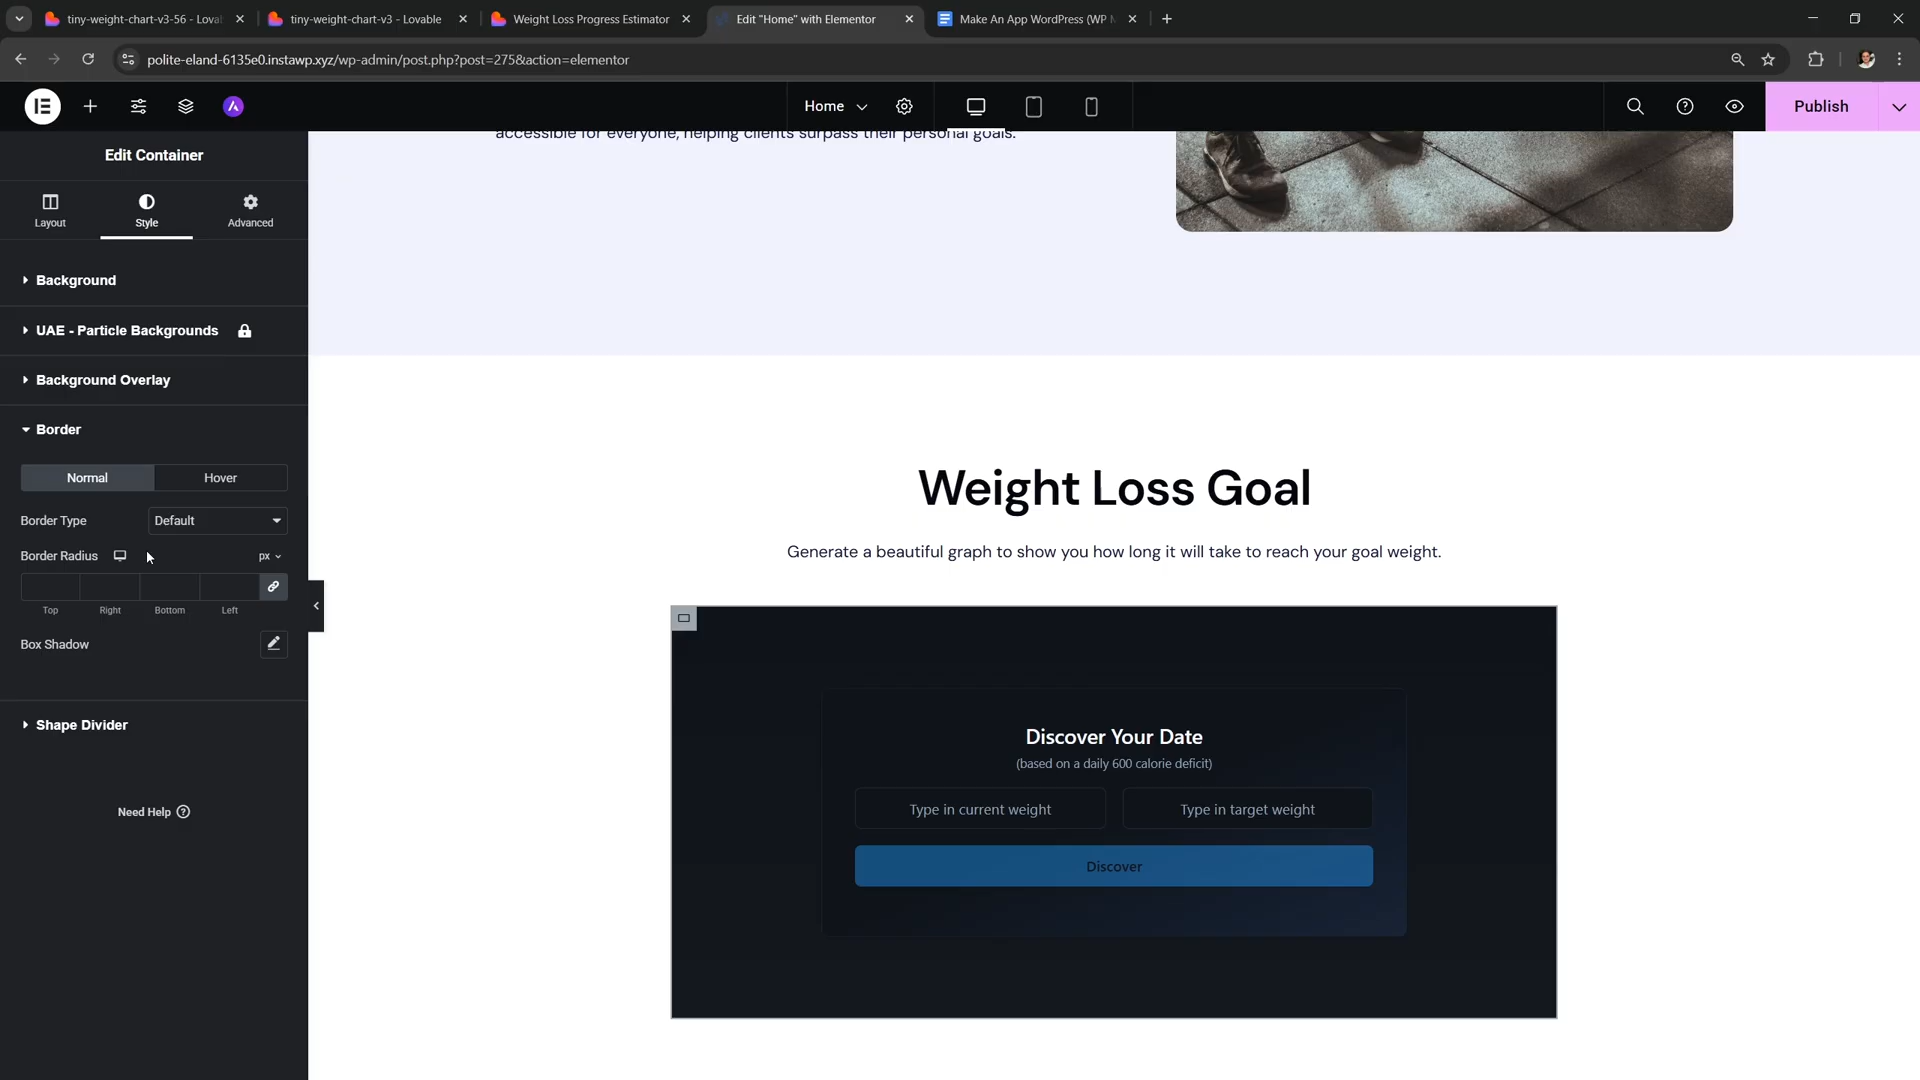 tiny-weight-chart-v3-56 - Lova
tiny-weight-chart-v3 - Lovable
Weight Loss Progress Estimator
Edit "Home" with Elementor
Make An App WordPress (WP
polite-eland-6135e0.instawp.xyz/wp-admin/post.php?post=275&action=elementor
Home
Publish
Edit Container
Layout
Style
Advanced
Background
UAE - Particle Backgrounds
Background Overlay
Border
Normal
Hover
Border Type
Default
Border Radius
px
Top
Right
Bottom
Left
Box Shadow
Shape Divider
Need Help
accessible for everyone, helping clients surpass their personal goals.
Weight Loss Goal
Generate a beautiful graph to show you how long it will take to reach your goal weight.
Discover Your Date
(based on a daily 600 calorie deficit)
Type in current weight
Type in target weight
Discover